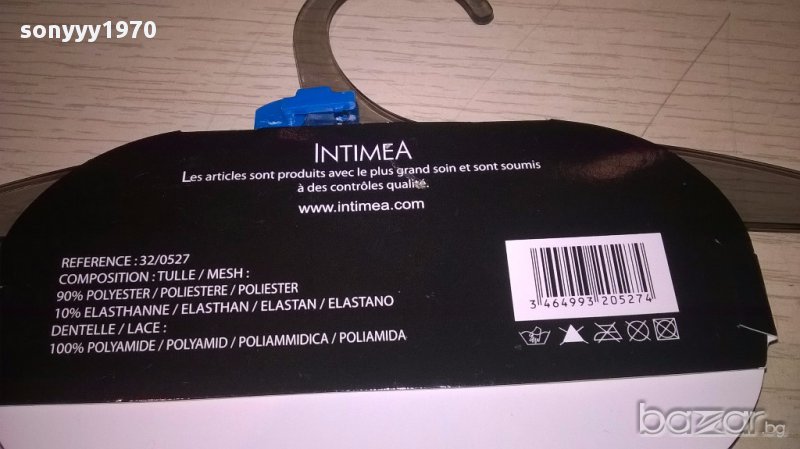 sonyyy1970
INTIMEA
Les articles sont produits avec le plus grand soin et sont soumis
à des contrôles qualité.
www.intimea.com
REFERENCE : 32/0527
COMPOSITION : TULLE / MESH :
90% POLYESTER / POLIESTERE / POLIESTER
10% ELASTHANNE / ELASTHAN / ELASTAN / ELASTANO
DENTELLE / LACE :
100% POLYAMIDE / POLYAMID / POLIAMMIDICA / POLIAMIDA
3 464993 205274
bazar.bg